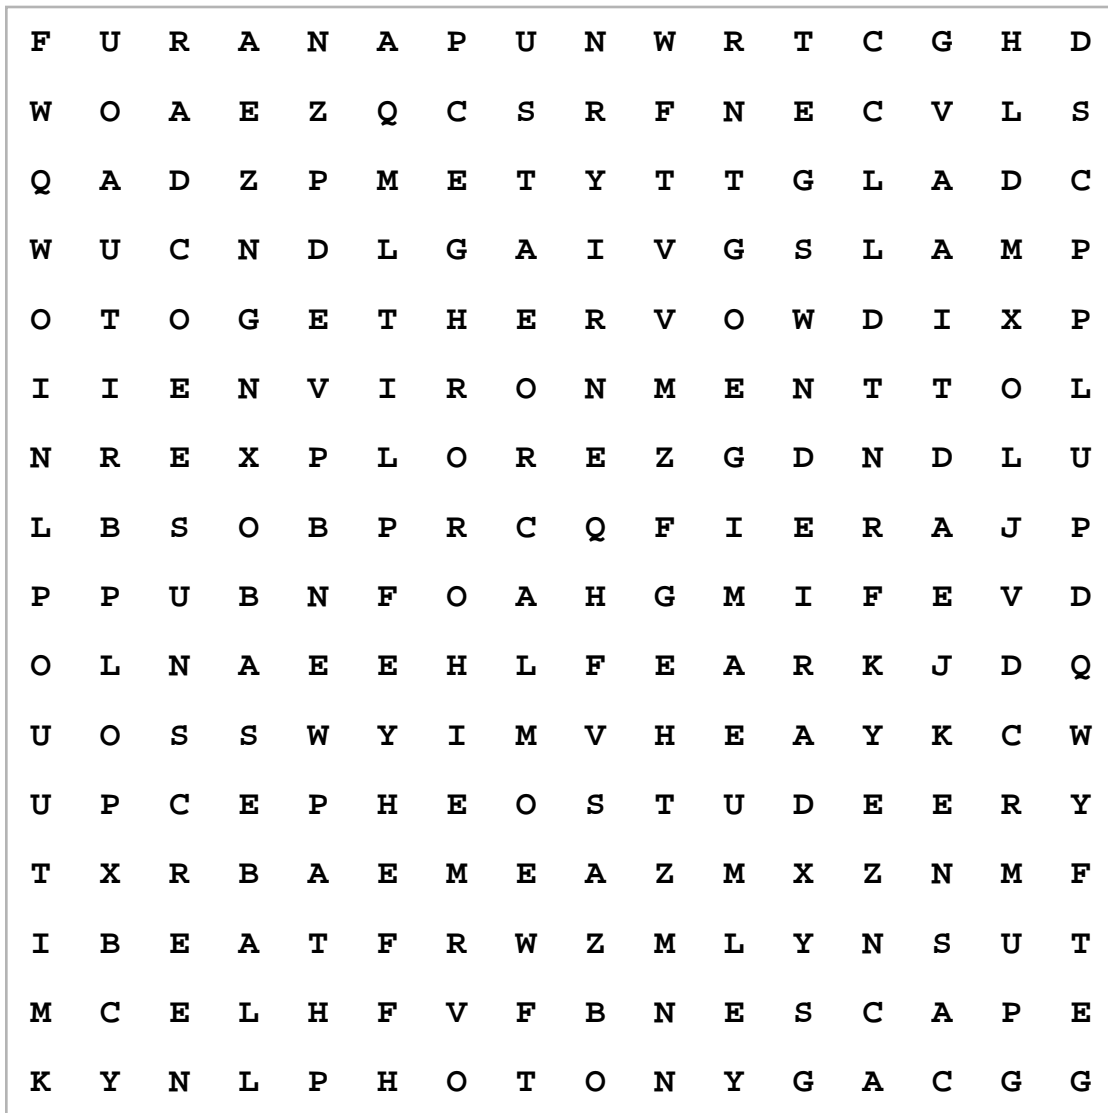 F U R A N A P U N W R T C G H D
W O A E Z Q C S R F N E C V L S
Q A D Z P M E T Y T T G L A D C
W U C N D L G A I V G S L A M P
O T O G E T H E R V O W D I X P
I I E N V I R O N M E N T T O L
N R E X P L O R E Z G D N D L U
L B S O B P R C Q F I E R A J P
P P U B N F O A H G M I F E V D
O L N A E E H L F E A R K J D Q
U O S S W Y I M V H E A Y K C W
U P C E P H E O S T U D E E R Y
T X R B A E M E A Z M X Z N M F
I B E A T F R W Z M L Y N S U T
M C E L H F V F B N E S C A P E
K Y N L P H O T O N Y G A C G G